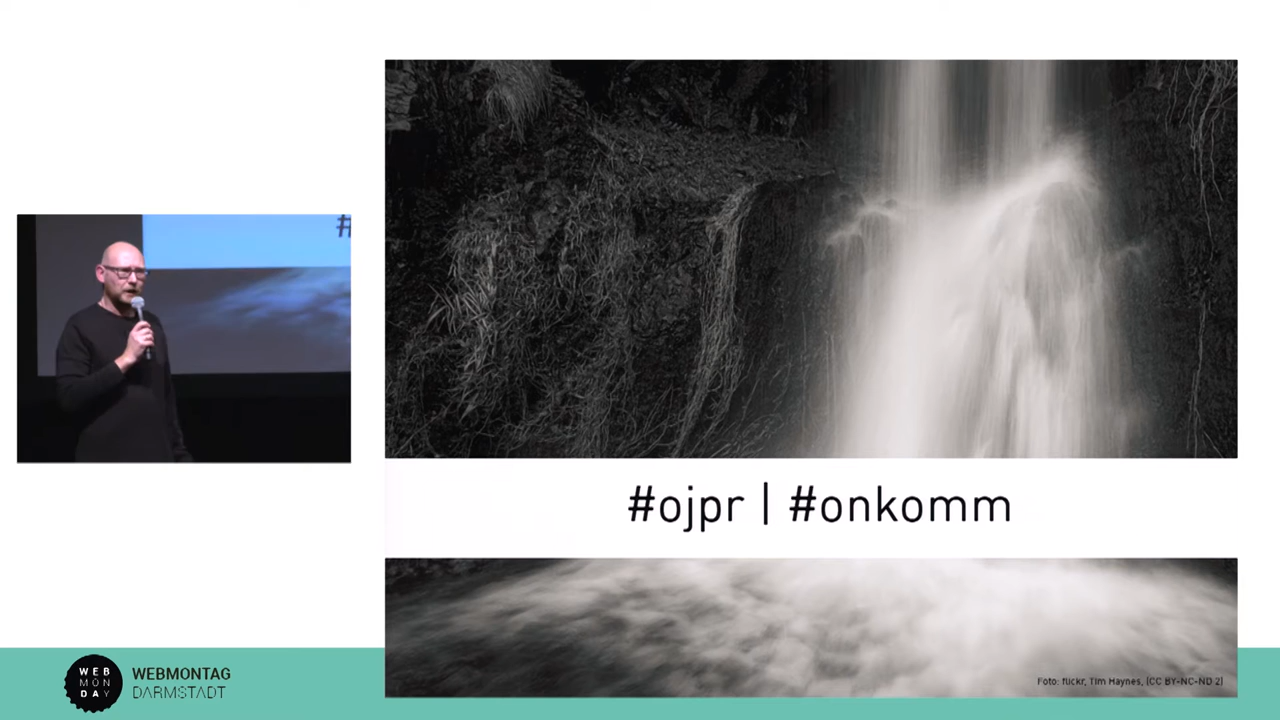 #
#ojpr | #onkomm
Foto: flickr, Tim Haynes, (CC BY-NC-ND 2)
WEB
MON
DAY
WEBMONTAG
DARMSTADT